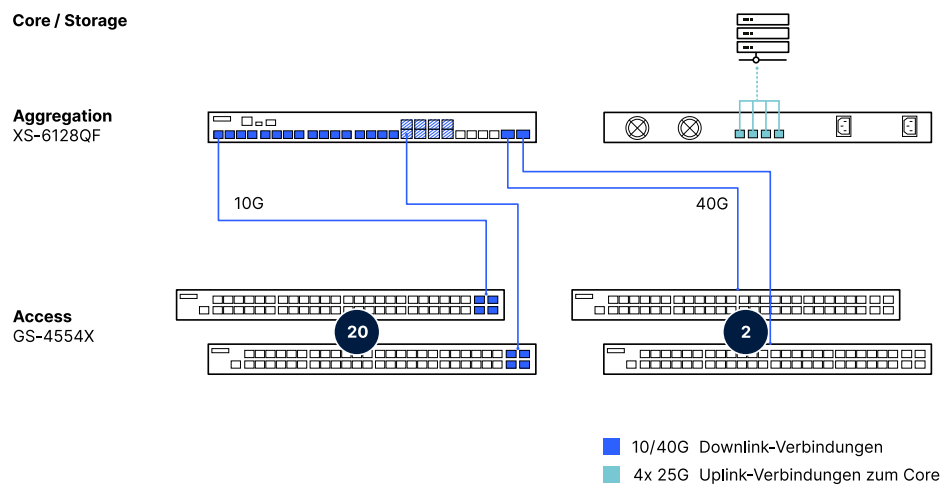 Core / Storage
Aggregation
XS-6128QF
10G
40G
Access
GS-4554X
20
2
10/40G Downlink-Verbindungen
4x 25G Uplink-Verbindungen zum Core